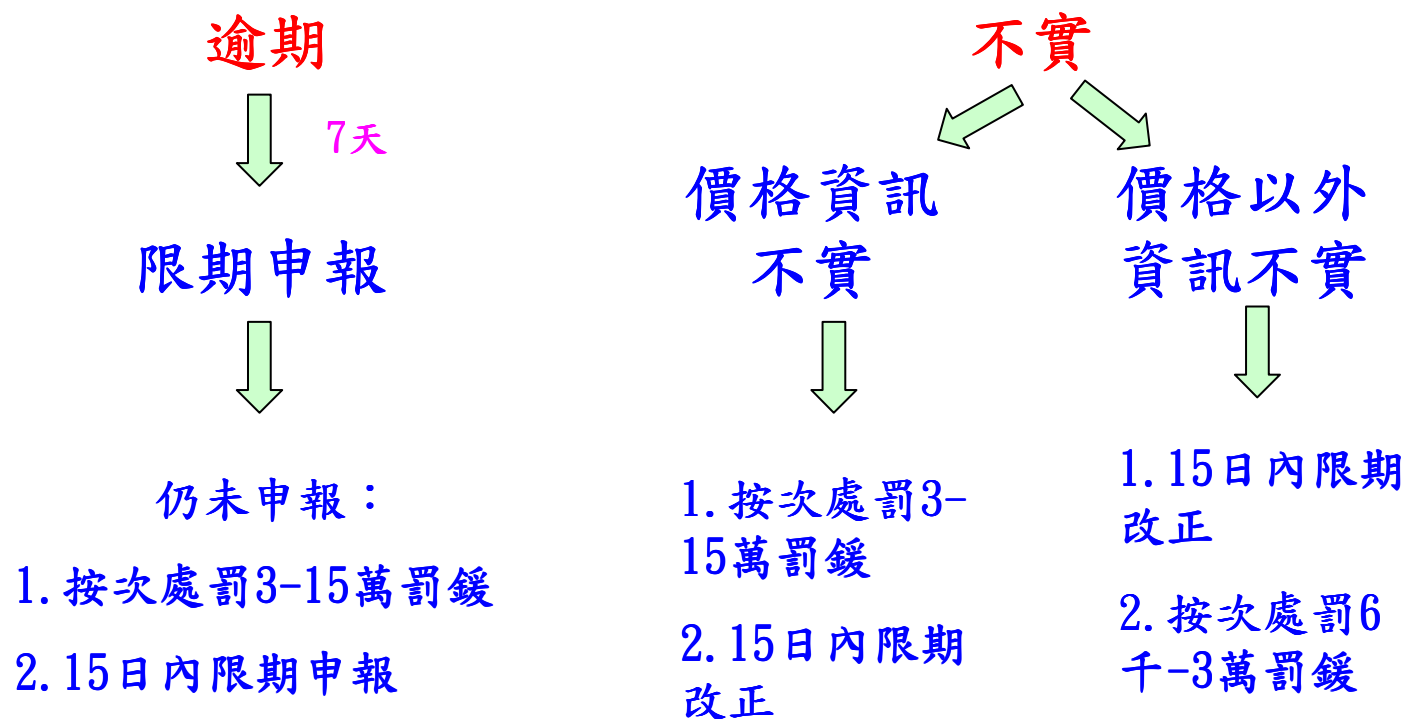 逾期
7天
限期申報
仍未申報：
1.按次處罰3-15萬罰鍰
2.15日內限期申報
不實
價格資訊
不實
1.按次處罰3-
15萬罰鍰
2.15日內限期
改正
價格以外
資訊不實
1.15日內限期
改正
2.按次處罰6
千-3萬罰鍰